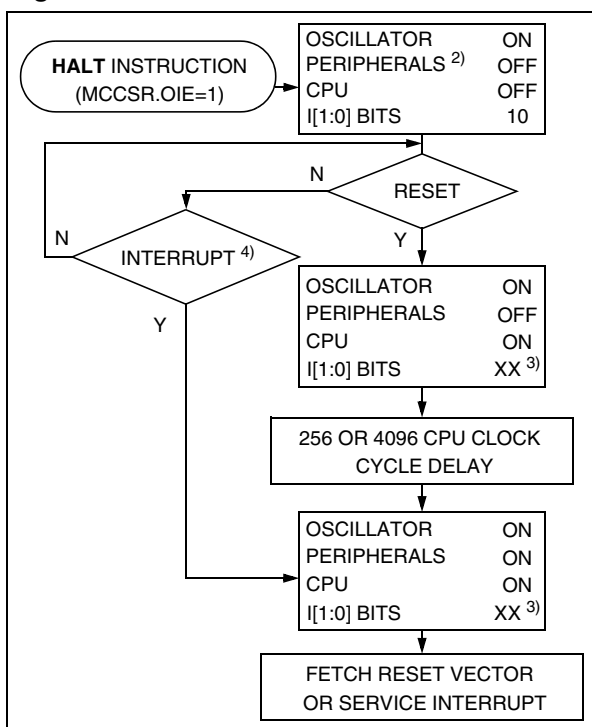 HALT INSTRUCTION
(MCCSR.OIE=1)
OSCILLATOR ON
PERIPHERALS 2) OFF
CPU OFF
I[1:0] BITS 10
N
RESET
N
INTERRUPT 4)
Y
Y
OSCILLATOR ON
PERIPHERALS OFF
CPU ON
I[1:0] BITS XX 3)
256 OR 4096 CPU CLOCK
CYCLE DELAY
OSCILLATOR ON
PERIPHERALS ON
CPU ON
I[1:0] BITS XX 3)
FETCH RESET VECTOR
OR SERVICE INTERRUPT